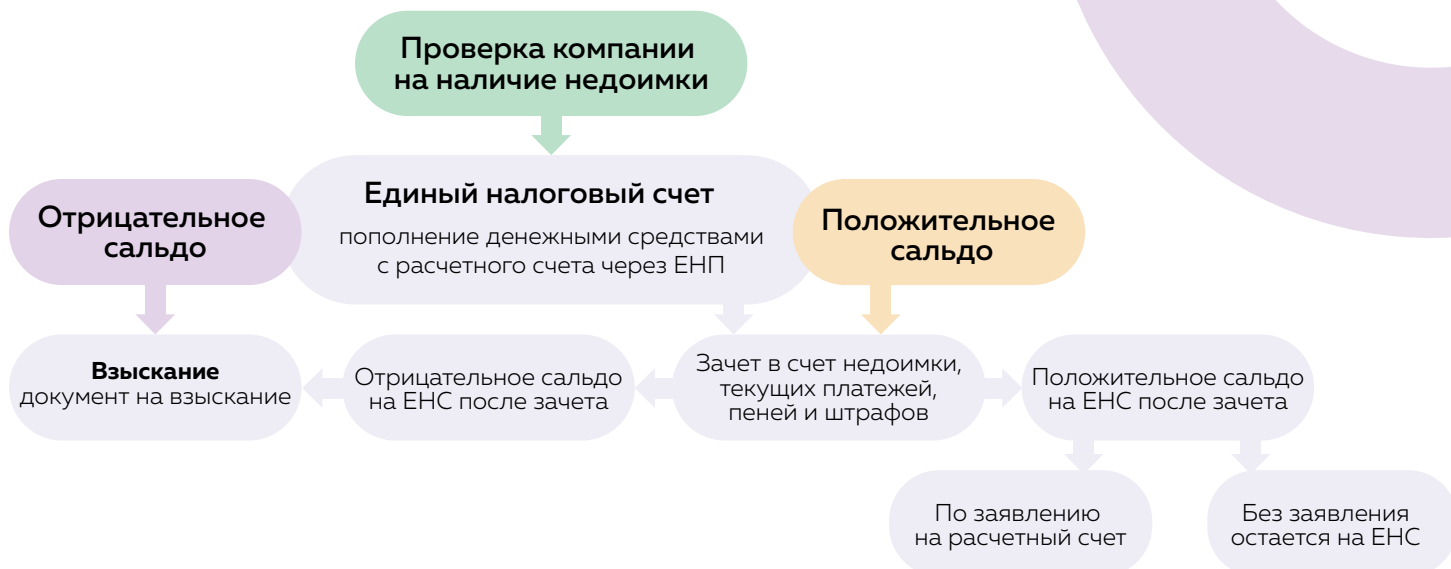 Проверка компании
на наличие недоимки
Единый налоговый счет
пополнение денежными средствами
с расчетного счета через ЕНП
Отрицательное
сальдо
Положительное
сальдо
Взыскание
документ на взыскание
Отрицательное сальдо
на ЕНС после зачета
Зачет в счет недоимки,
текущих платежей,
пеней и штрафов
Положительное сальдо
на ЕНС после зачета
По заявлению
на расчетный счет
Без заявления
остается на ЕНС